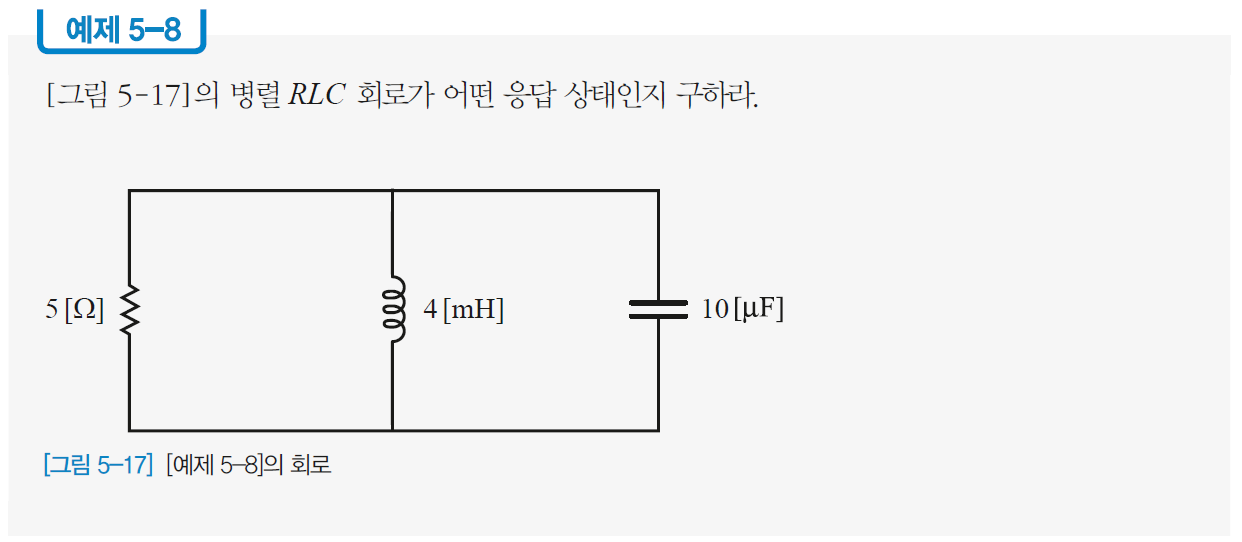 예제 5-8
[그림 5-17]의 병렬 RLC 회로가 어떤 응답 상태인지 구하라.
5[Ω]
4[mH]
10[μF]
[그림 5-17] [예제 5-8]의 회로